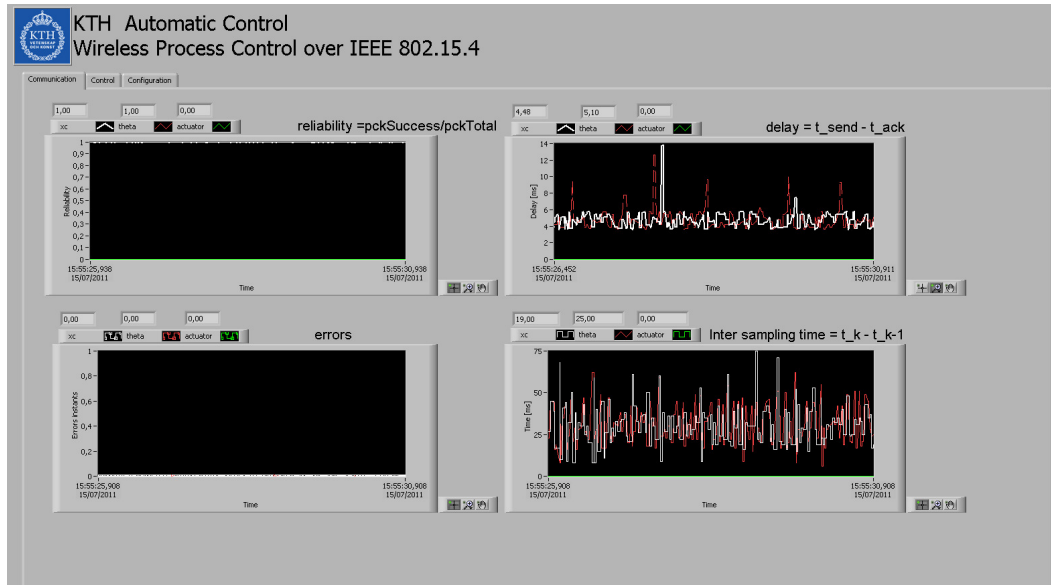 KTH Automatic Control
Wireless Process Control over IEEE 802.15.4
KTH
VETENSKAP
OCH KONST
Communication Control Configuration
1,00 1,00 0,00
xc theta actuator
reliability =pckSuccess/pckTotal
1
0,9
0,8
0,7
0,6
0,5
0,4
0,3
0,2
0,1
0
Reliability
15:55:25,938
15/07/2011
15:55:30,938
15/07/2011
Time
4,48 5,10 0,00
xc theta actuator
delay = t_send - t_ack
14
12
10
8
6
4
2
0
Delay [ms]
15:55:26,452
15/07/2011
15:55:30,911
15/07/2011
Time
0,00 0,00 0,00
xc theta actuator
errors
1
0,8
0,6
0,4
0,2
0
Errors Instants
15:55:25,908
15/07/2011
15:55:30,908
15/07/2011
Time
19,00 25,00 0,00
xc theta actuator
Inter sampling time = t_k - t_k-1
75
50
25
0
Time [ms]
15:55:25,908
15/07/2011
15:55:30,908
15/07/2011
Time